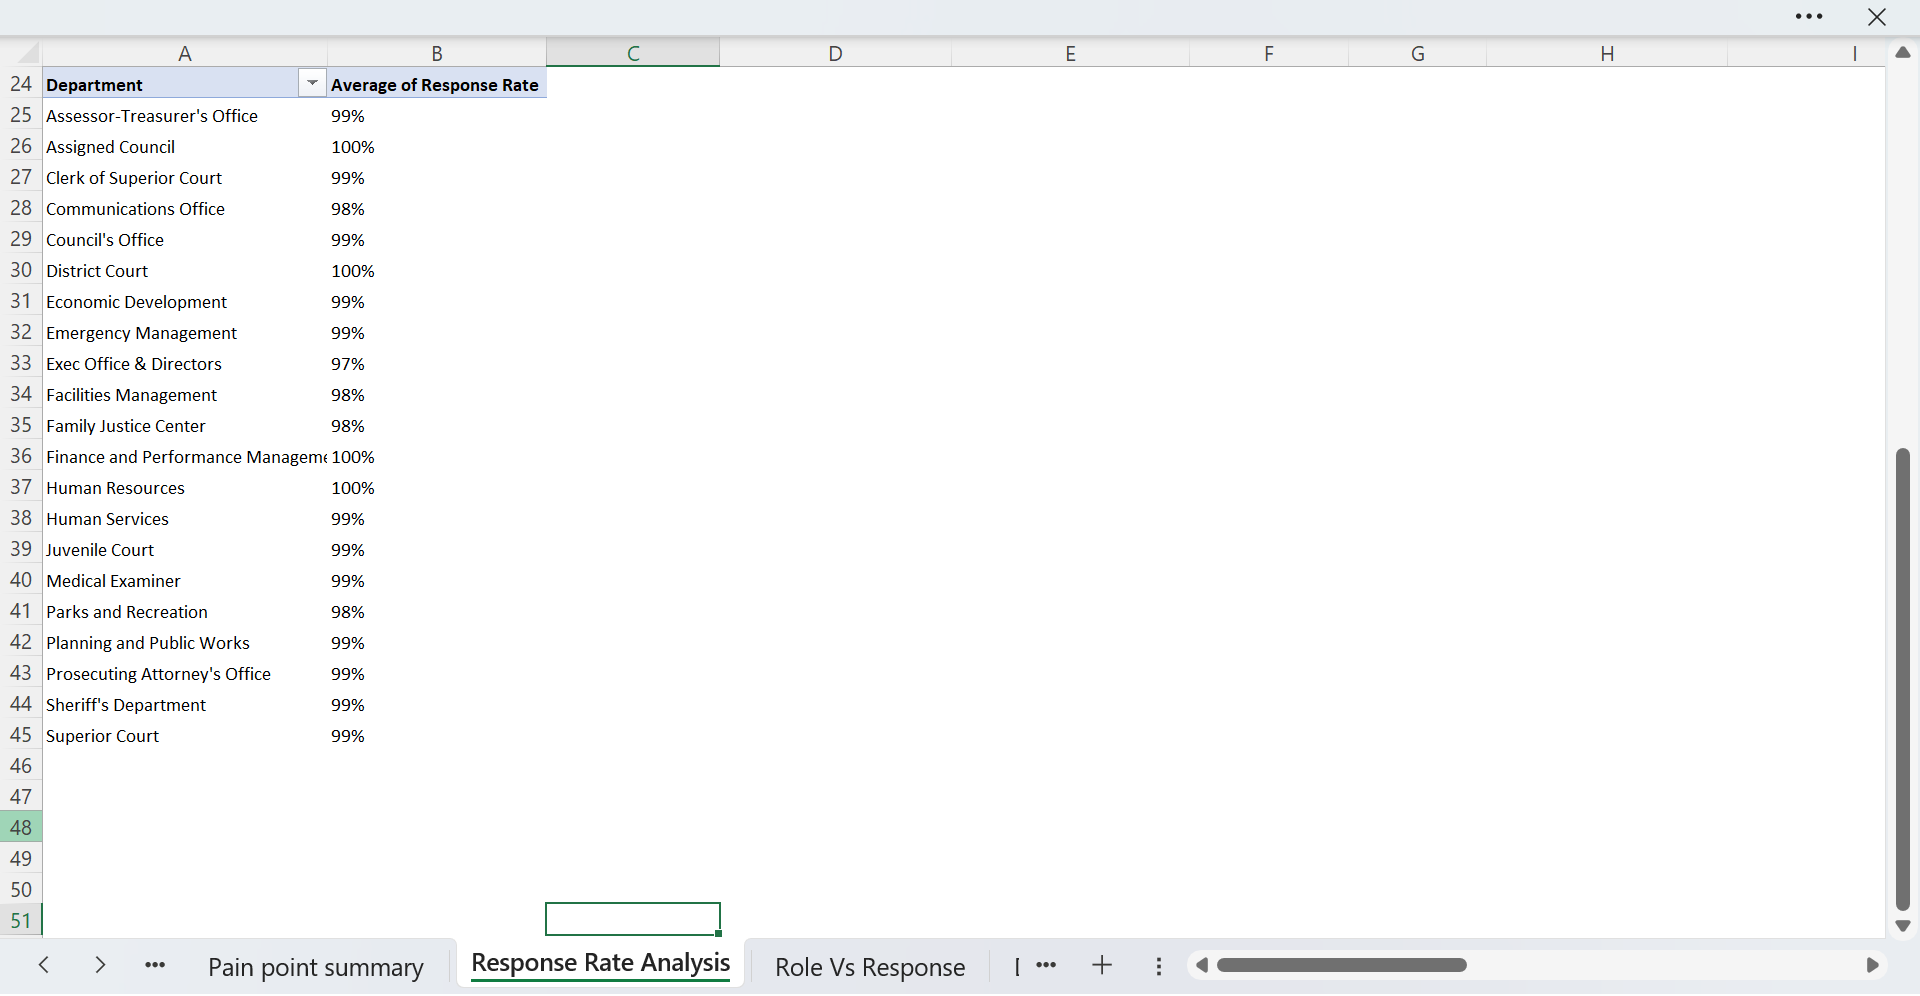 A B C D E F G H I
24 Department Average of Response Rate
25 Assessor-Treasurer's Office 99%
26 Assigned Council 100%
27 Clerk of Superior Court 99%
28 Communications Office 98%
29 Council's Office 99%
30 District Court 100%
31 Economic Development 99%
32 Emergency Management 99%
33 Exec Office & Directors 97%
34 Facilities Management 98%
35 Family Justice Center 98%
36 Finance and Performance Manageme 100%
37 Human Resources 100%
38 Human Services 99%
39 Juvenile Court 99%
40 Medical Examiner 99%
41 Parks and Recreation 98%
42 Planning and Public Works 99%
43 Prosecuting Attorney's Office 99%
44 Sheriff's Department 99%
45 Superior Court 99%
46
47
48
49
50
51
Pain point summary Response Rate Analysis Role Vs Response